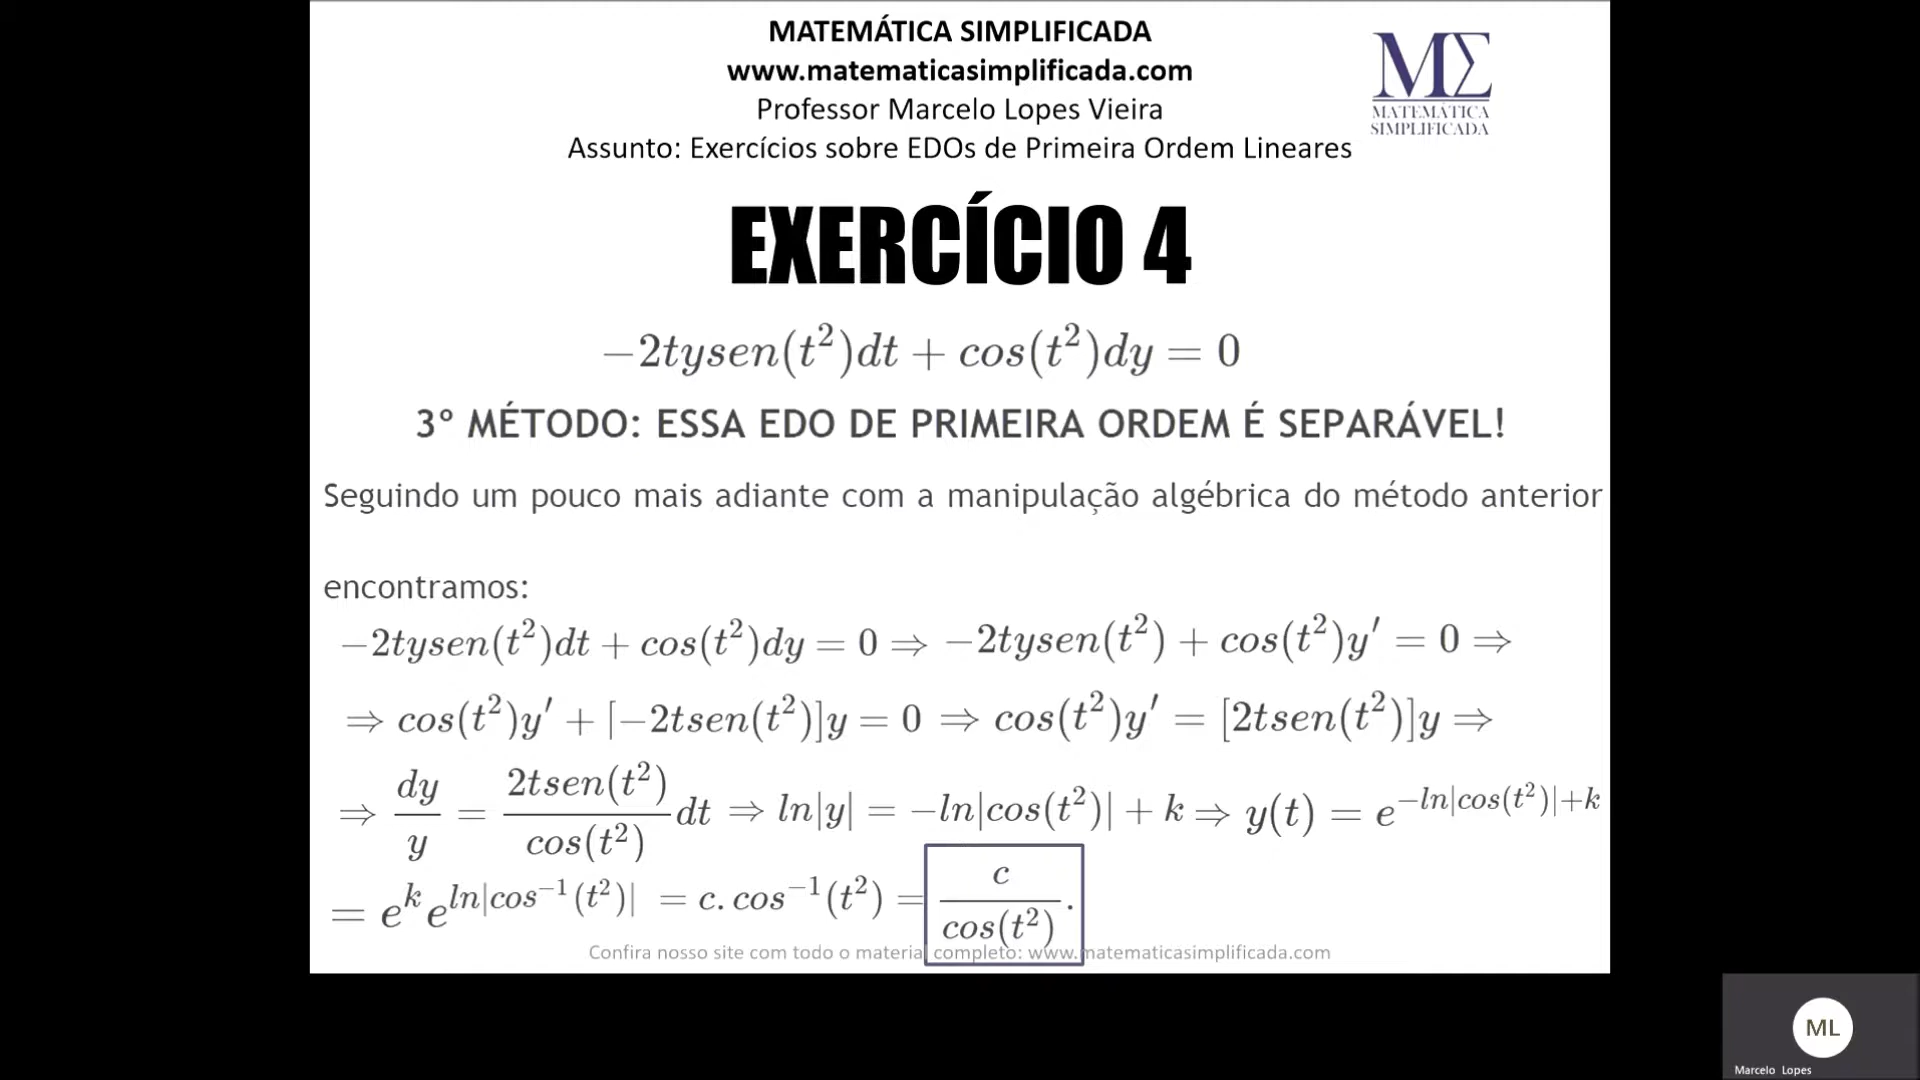 MATEMÁTICA SIMPLIFICADA
www.matematicasimplificada.com
Professor Marcelo Lopes Vieira
Assunto: Exercícios sobre EDOs de Primeira Ordem Lineares
ΜΣ
MATEMÁTICA
SIMPLIFICADA
EXERCÍCIO 4
−2tysen(t²)dt + cos(t²)dy = 0
3° MÉTODO: ESSA EDO DE PRIMEIRA ORDEM É SEPARÁVEL!
Seguindo um pouco mais adiante com a manipulação algébrica do método anterior
encontramos:
−2tysen(t²)dt + cos(t²)dy = 0 ⇒ −2tysen(t²) + cos(t²)y′ = 0 ⇒
⇒ cos(t²)y′ + [−2tsen(t²)]y = 0 ⇒ cos(t²)y′ = [2tsen(t²)]y ⇒
⇒ dy/y = 2tsen(t²)/cos(t²) dt ⇒ ln|y| = −ln|cos(t²)| + k ⇒ y(t) = e^{−ln|cos(t²)|+k}
= e^k e^{ln|cos⁻¹(t²)|} = c.cos⁻¹(t²) = c/cos(t²).
Confira nosso site com todo o material completo: www.matematicasimplificada.com
ML
Marcelo Lopes